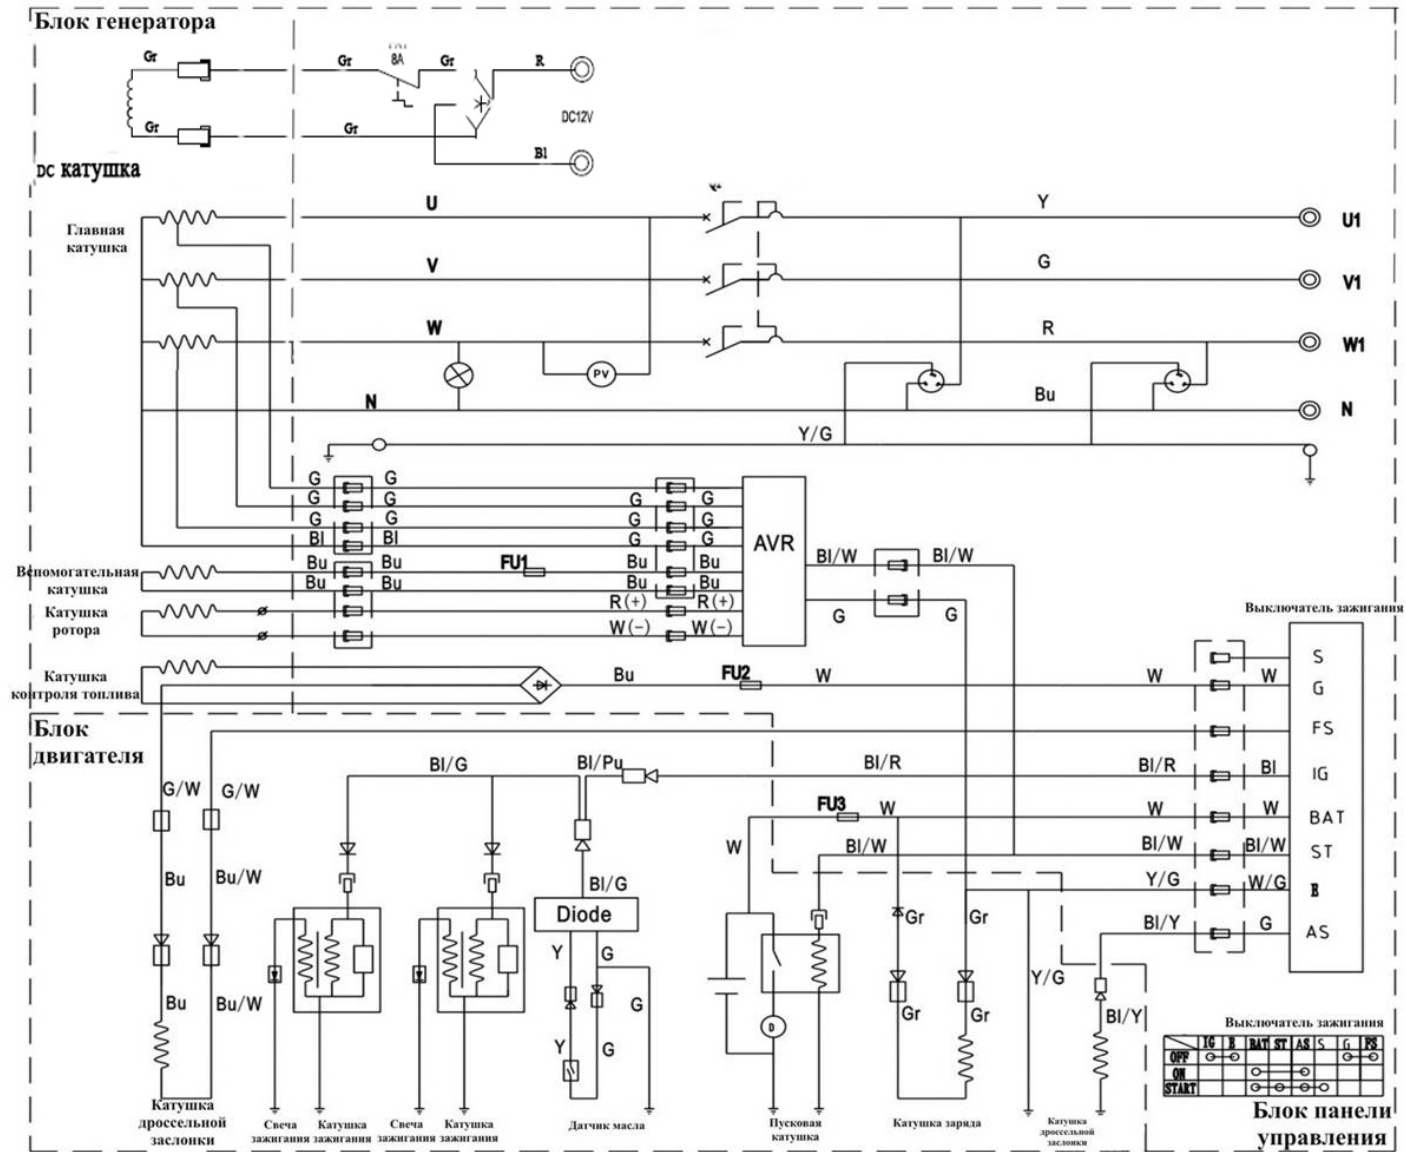 Блок генератора
Gr
Gr
8A
Gr
R
DC12V
Gr
Gr
Bl
DC катушка
U
Y
U1
Главная
катушка
V
G
V1
W
R
W1
PV
N
Bu
N
Y/G
G
G
G
G
G
G
G
G
G
G
Bl
Bl
G
G
AVR
Bl/W
Bl/W
Вспомогательная
катушка
Bu
Bu
FU1
Bu
Bu
Bu
Bu
Bu
Bu
Катушка
ротора
R(+)
R(+)
W(-)
W(-)
G
G
Выключатель зажигания
S
Катушка
контроля топлива
Bu
FU2
W
W
W
G
Блок
двигателя
FS
Bl/G
Bl/Pu
Bl/R
Bl/R
Bl
IG
G/W
G/W
FU3
W
W
W
BAT
W
Bl/W
Bl/W
Bl/W
ST
Bu
Bu/W
Bl/G
Y/G
W/G
E
Diode
Gr
Gr
Bl/Y
G
AS
Y
G
Bu
Bu/W
G
Y/G
Gr
Gr
Bl/Y
D
Y
G
Выключатель зажигания
IG E BAT ST AS S G FS
OFF
ON
START
Катушка
дроссельной
заслонки
Свеча
зажигания
Катушка
зажигания
Свеча
зажигания
Катушка
зажигания
Датчик масла
Пусковая
катушка
Катушка заряда
Катушка
дроссельной
заслонки
Блок панели
управления